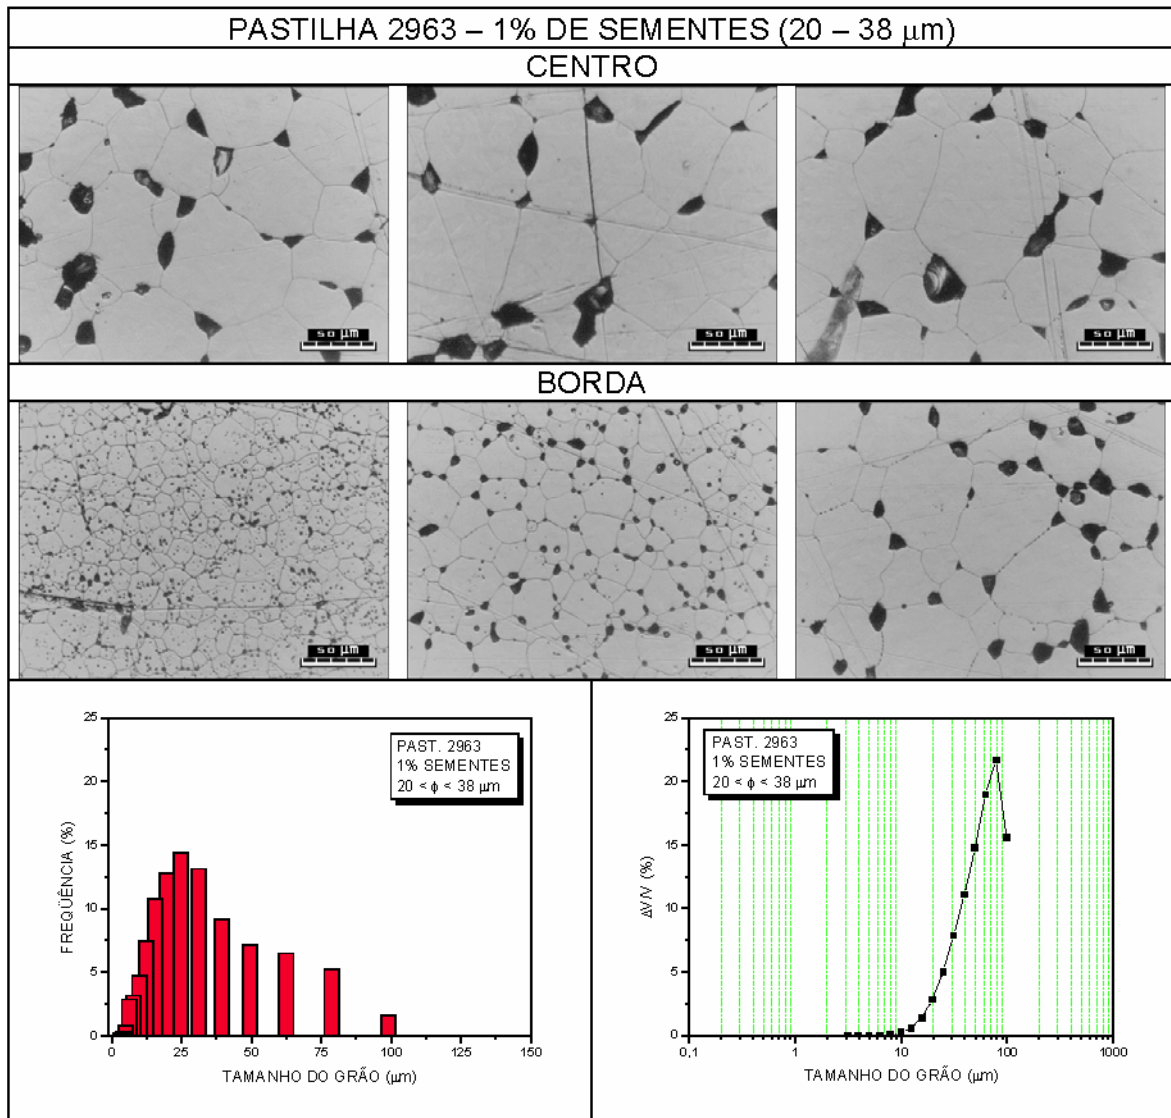 PASTILHA 2963 – 1% DE SEMENTES (20 – 38 μm)
CENTRO
50 μm
50 μm
50 μm
BORDA
50 μm
50 μm
50 μm
25
20
15
10
5
0
FREQÜÊNCIA (%)
PAST. 2963
1% SEMENTES
20 < ϕ < 38 μm
0 25 50 75 100 125 150
TAMANHO DO GRÃO (μm)
25
20
15
10
5
0
ΔV/V (%)
PAST. 2963
1% SEMENTES
20 < ϕ < 38 μm
0,1 1 10 100 1000
TAMANHO DO GRÃO (μm)